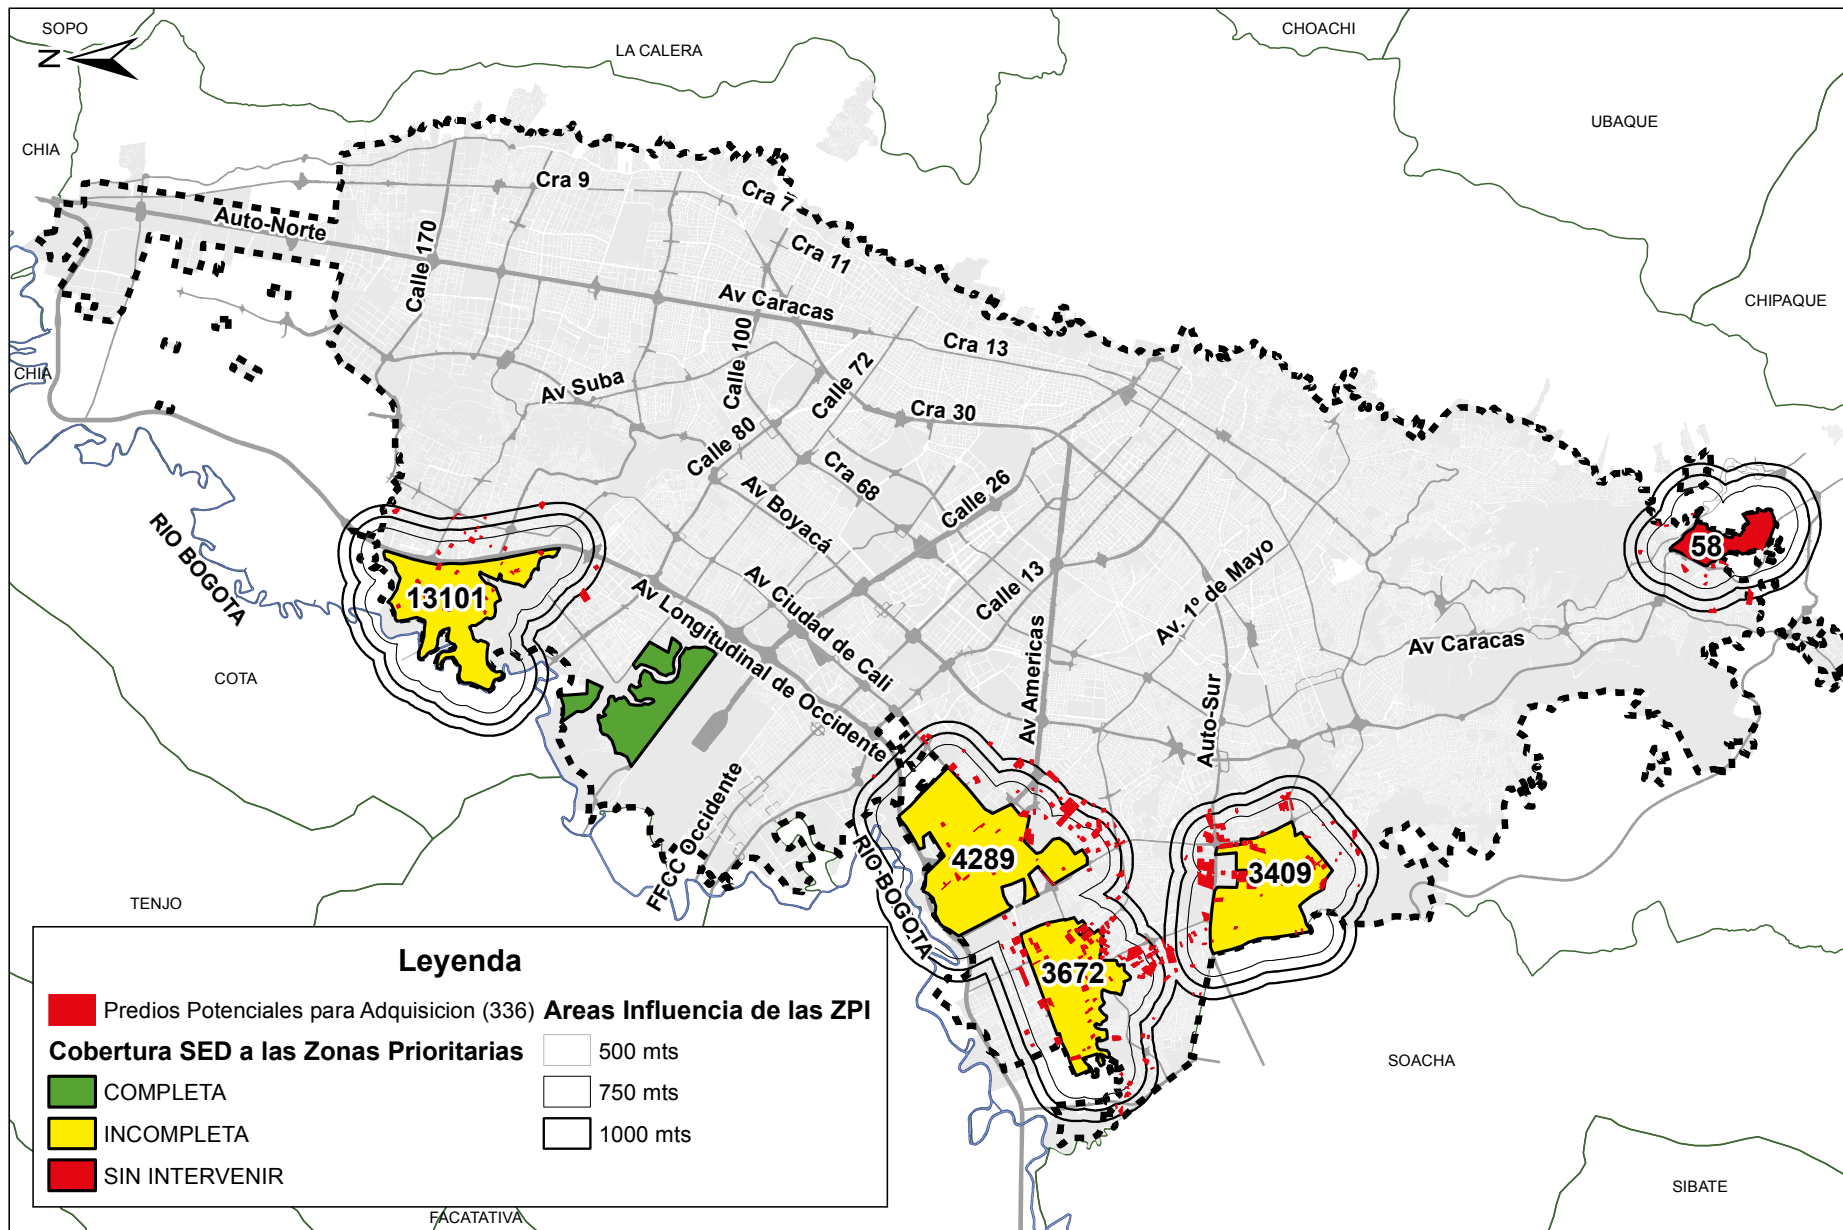 SOPO
N
LA CALERA
CHOACHI
UBAQUE
CHIA
Cra 9
Cra 7
Auto-Norte
Calle 170
Cra 11
CHIPAQUE
Av Caracas
Calle 100
Cra 13
CHIA
Av Suba
Calle 72
Cra 30
Calle 80
Cra 68
Calle 26
Av Boyacá
RIO BOGOTA
58
13101
Av Ciudad de Cali
Calle 13
Av. 1º de Mayo
Av Longitudinal de Occidente
Av Americas
Av Caracas
COTA
Auto-Sur
FFCC Occidente
RIO BOGOTA
4289
3409
TENJO
3672
Leyenda
Predios Potenciales para Adquisicion (336)
Cobertura SED a las Zonas Prioritarias
COMPLETA
INCOMPLETA
SIN INTERVENIR
Areas Influencia de las ZPI
500 mts
750 mts
1000 mts
SOACHA
SIBATE
FACATATIVA